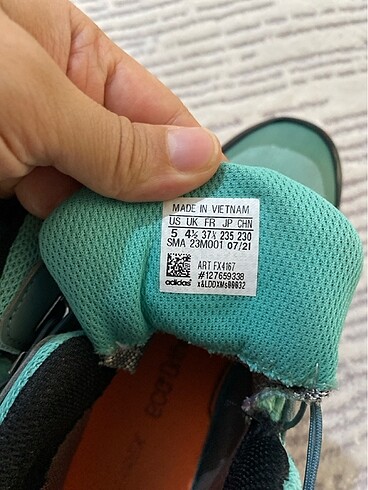 MADE IN VIETNAM
US UK FR JP CHN
5 4½ 37⅓ 235 230
SMA 23M001 07/21
ART FX4167
#127659338
adidas